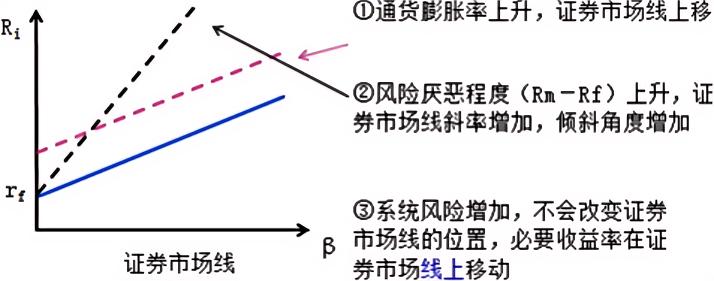 Ri
rf
β
证券市场线
①通货膨胀率上升，证券市场线上移
②风险厌恶程度（Rm－Rf）上升，证
券市场线斜率增加，倾斜角度增加
③系统风险增加，不会改变证券
市场线的位置，必要收益率在证
券市场线上移动